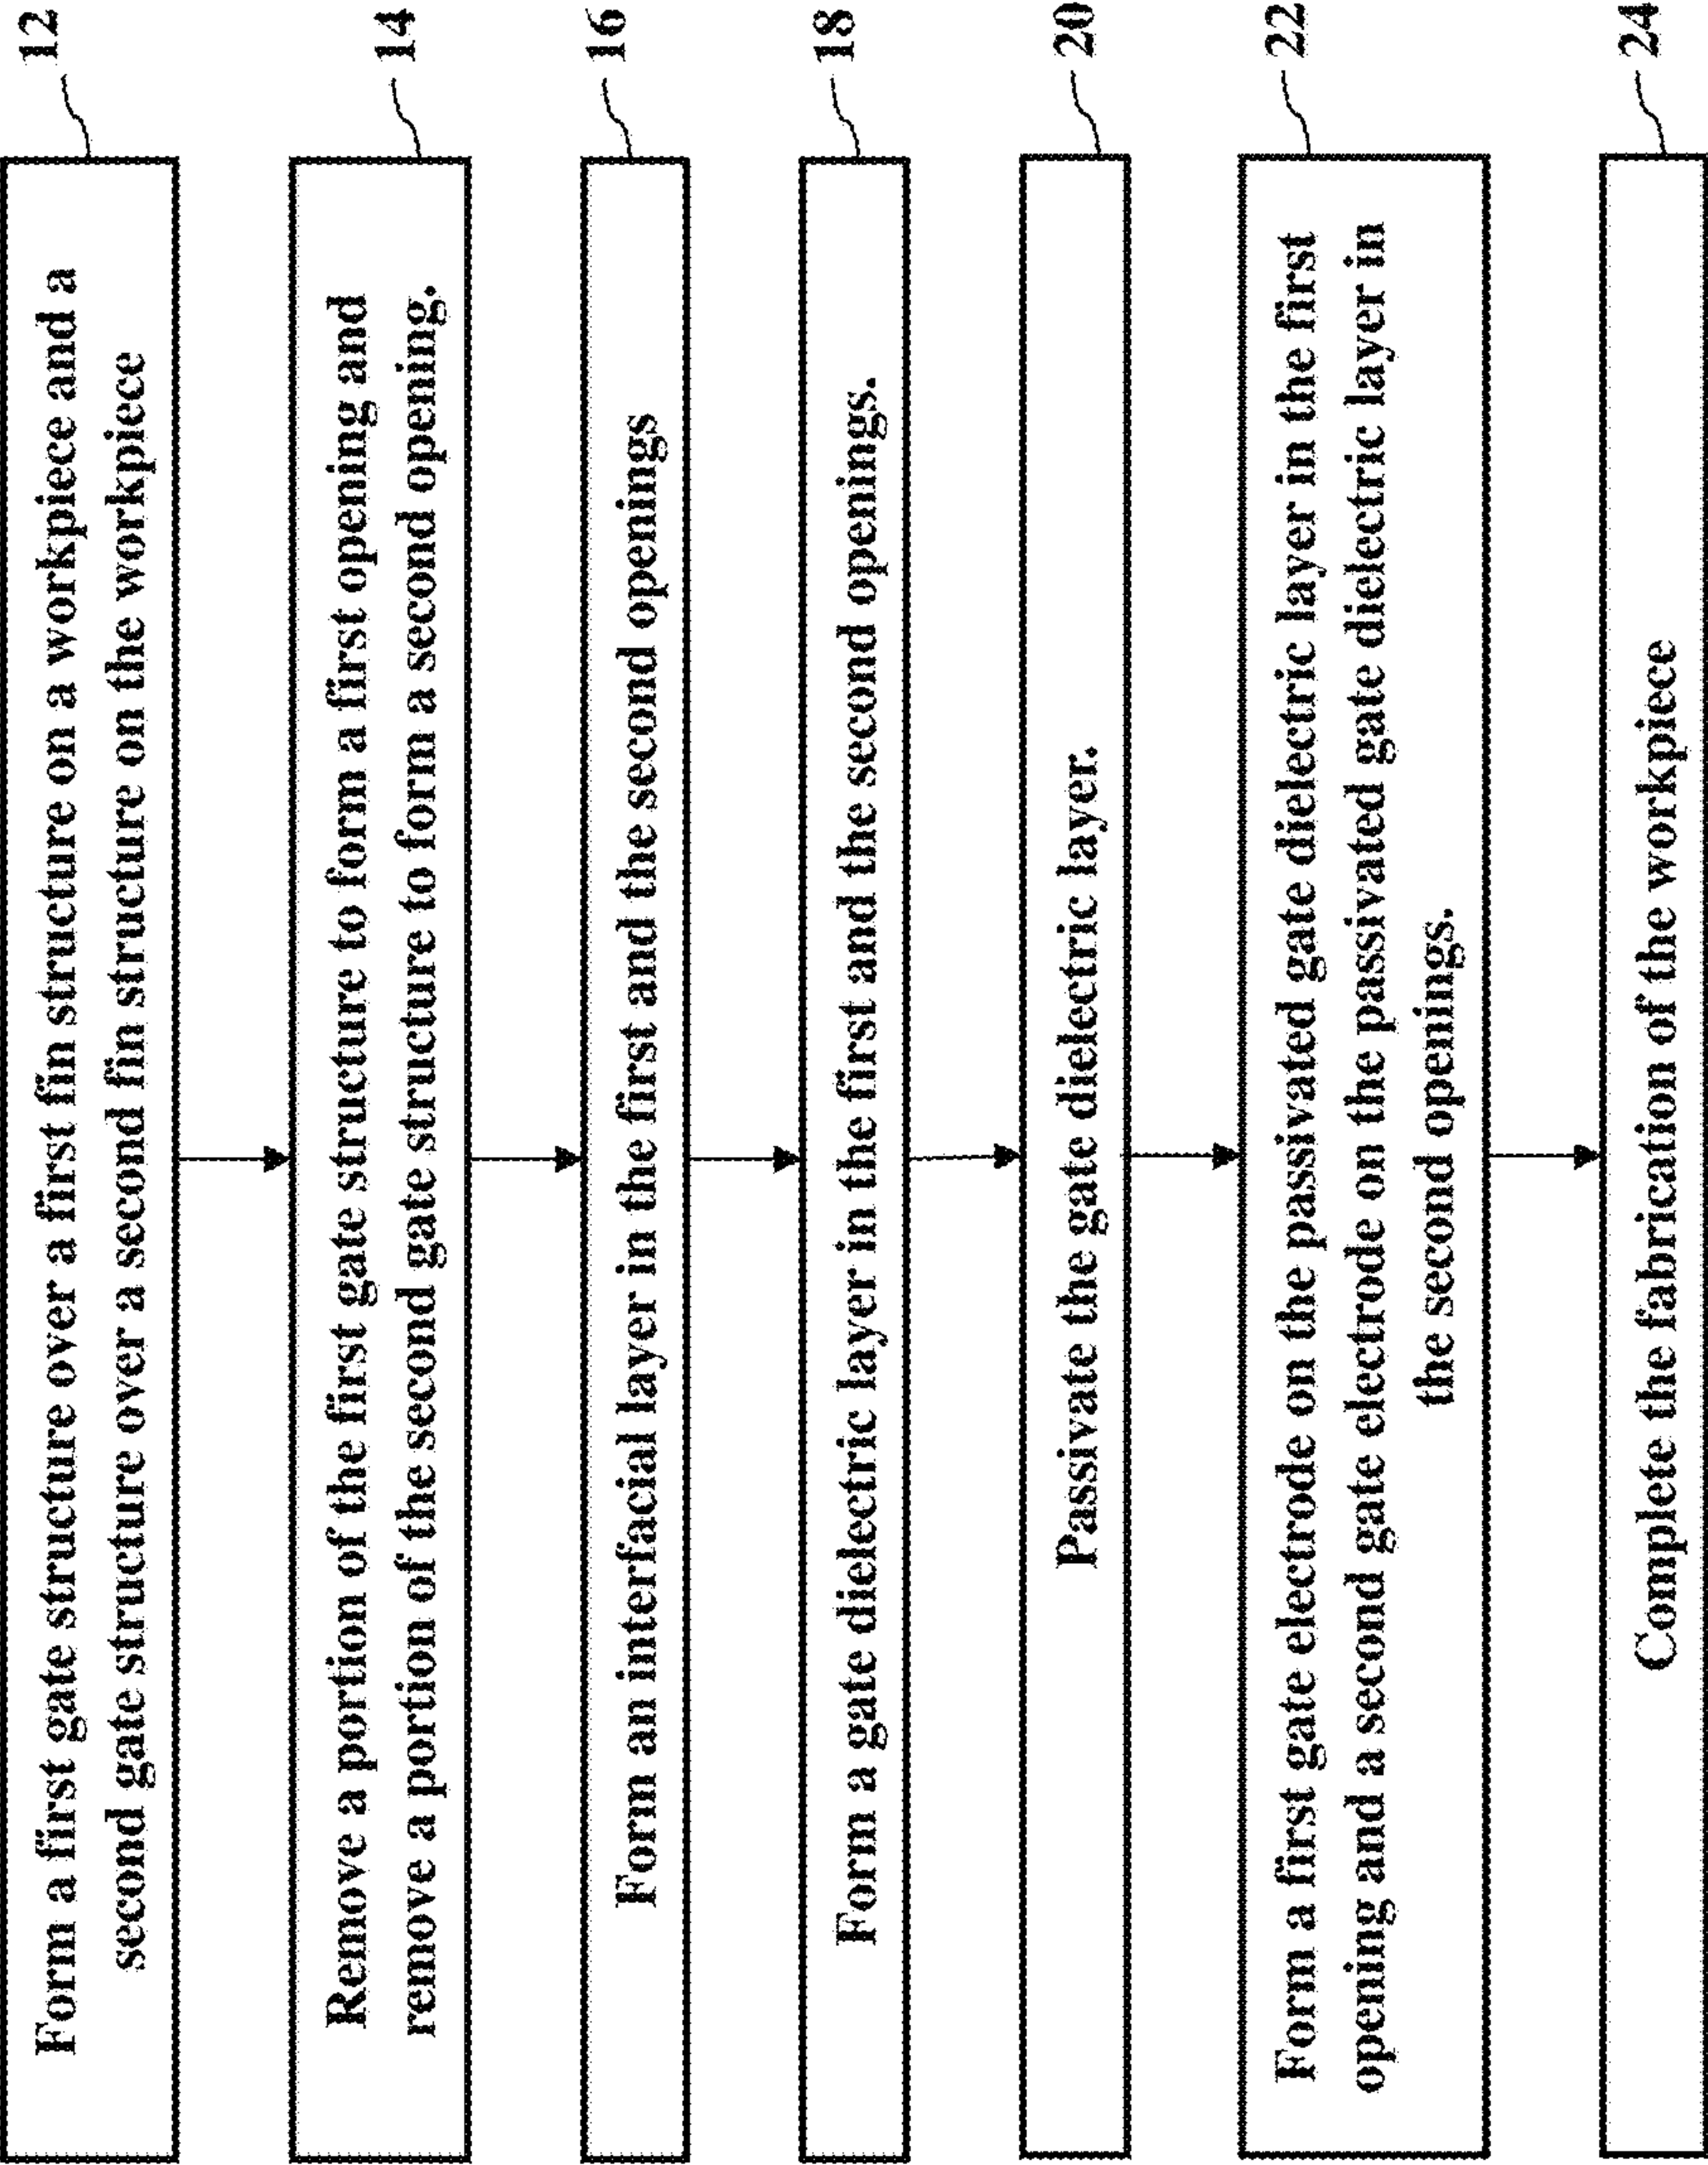 Form a first gate structure over a first fin structure on a workpiece and a
second gate structure over a second fin structure on the workpiece
12
Remove a portion of the first gate structure to form a first opening and
remove a portion of the second gate structure to form a second opening.
14
Form an interfacial layer in the first and the second openings
16
Form a gate dielectric layer in the first and the second openings.
18
Passivate the gate dielectric layer.
20
Form a first gate electrode on the passivated gate dielectric layer in the first
opening and a second gate electrode on the passivated gate dielectric layer in
the second openings.
22
Complete the fabrication of the workpiece
24